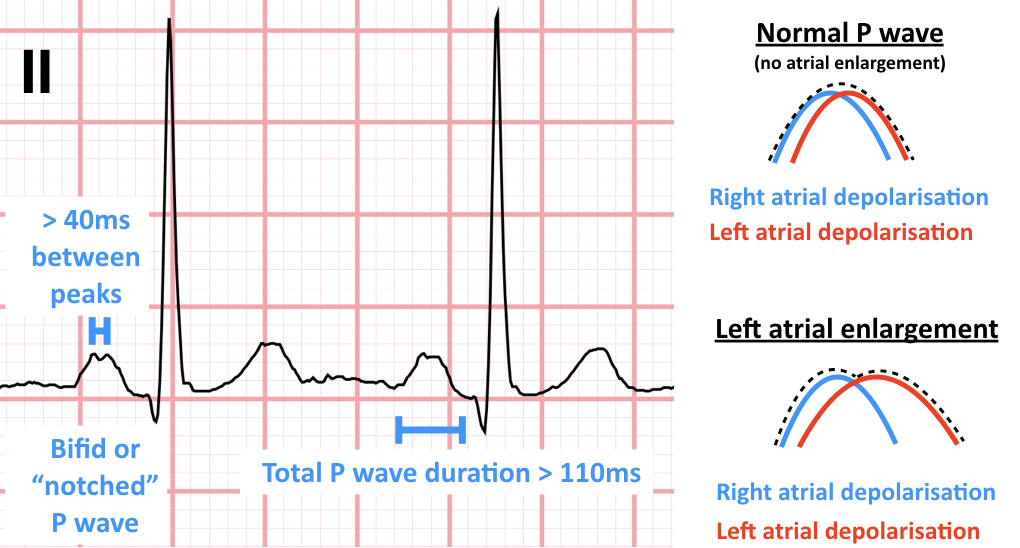 II
> 40ms
between
peaks
Bifid or
“notched”
P wave
Total P wave duration > 110ms
Normal P wave
(no atrial enlargement)
Right atrial depolarisation
Left atrial depolarisation
Left atrial enlargement
Right atrial depolarisation
Left atrial depolarisation